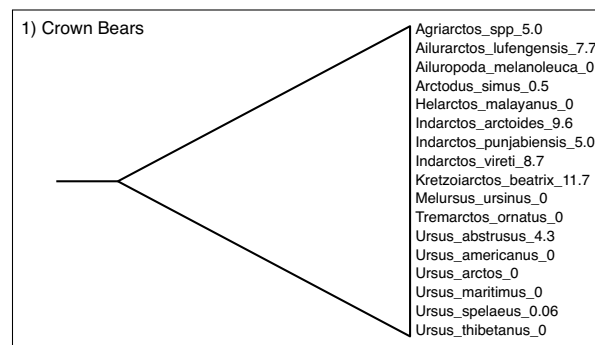 1) Crown Bears
Agriarctos_spp_5.0
Ailurarctos_lufengensis_7.7
Ailuropoda_melanoleuca_0
Arctodus_simus_0.5
Helarctos_malayanus_0
Indarctos_arctoides_9.6
Indarctos_punjabiensis_5.0
Indarctos_vireti_8.7
Kretzoiarctos_beatrix_11.7
Melursus_ursinus_0
Tremarctos_ornatus_0
Ursus_abstrusus_4.3
Ursus_americanus_0
Ursus_arctos_0
Ursus_maritimus_0
Ursus_spelaeus_0.06
Ursus_thibetanus_0